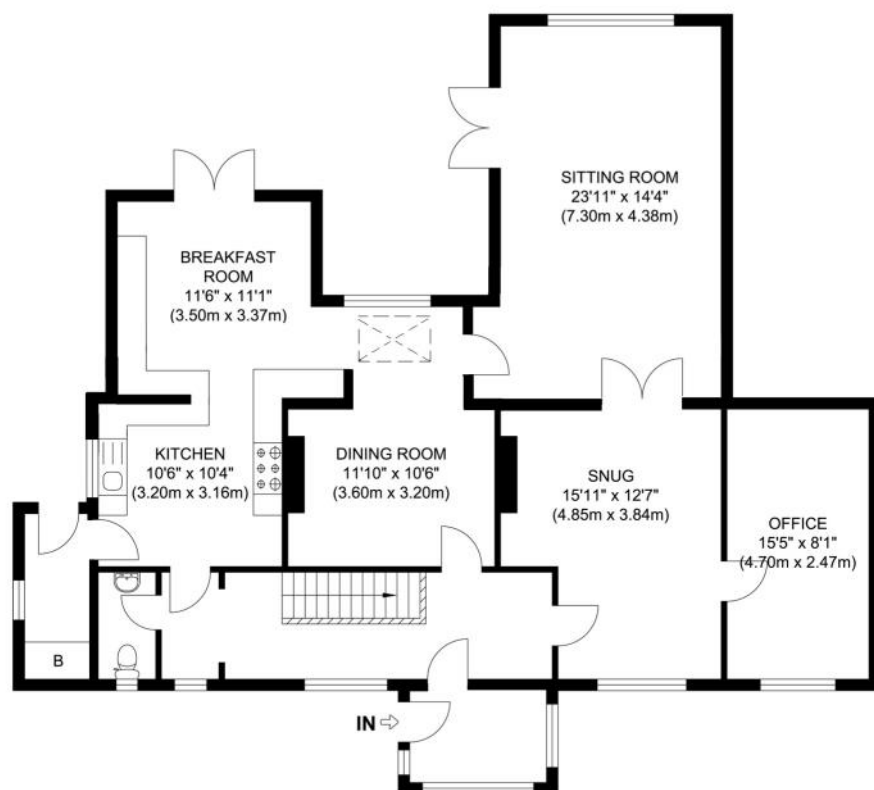 SITTING ROOM
23'11" x 14'4"
(7.30m x 4.38m)
BREAKFAST
ROOM
11'6" x 11'1"
(3.50m x 3.37m)
KITCHEN
10'6" x 10'4"
(3.20m x 3.16m)
DINING ROOM
11'10" x 10'6"
(3.60m x 3.20m)
SNUG
15'11" x 12'7"
(4.85m x 3.84m)
OFFICE
15'5" x 8'1"
(4.70m x 2.47m)
B
IN